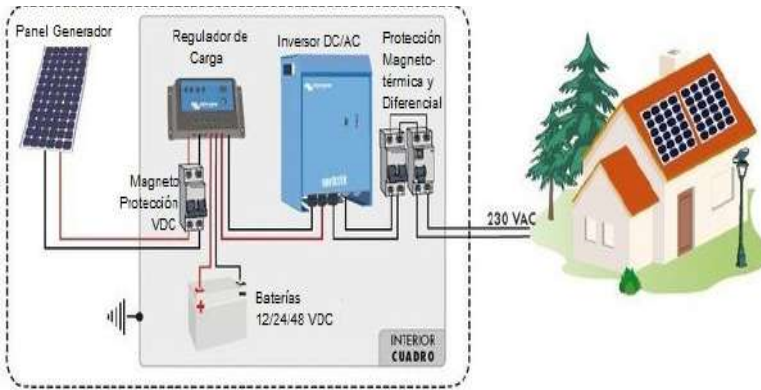 Panel Generador
Regulador de
Carga
Inversor DC/AC
Protección
Magneto-
térmica y
Diferencial
Magneto
Protección
VDC
230 VAC
Baterías
12/24/48 VDC
INTERIOR
CUADRO